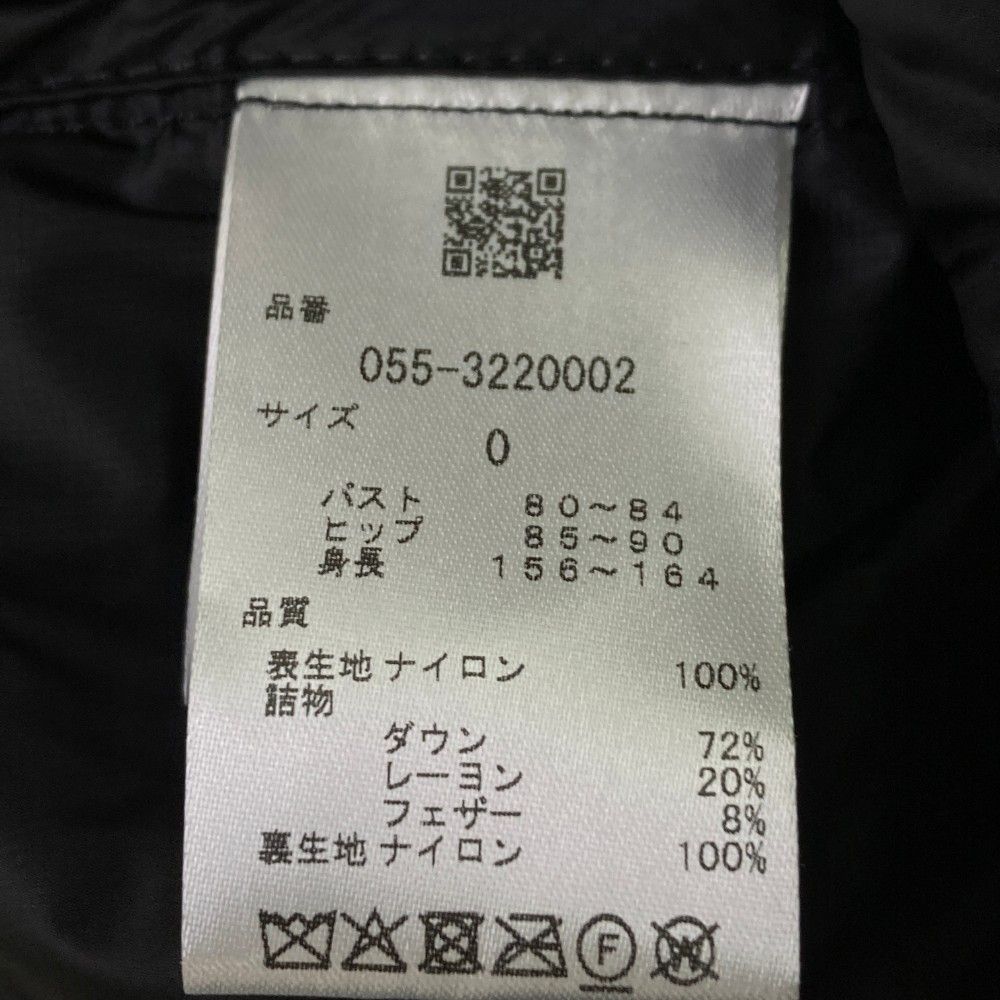 品番
055-3220002
サイズ
0
バスト 80～84
ヒップ 85～90
身長 156～164
品質
表生地 ナイロン 100%
詰物
ダウン 72%
レーヨン 20%
フェザー 8%
裏生地 ナイロン 100%
F
W